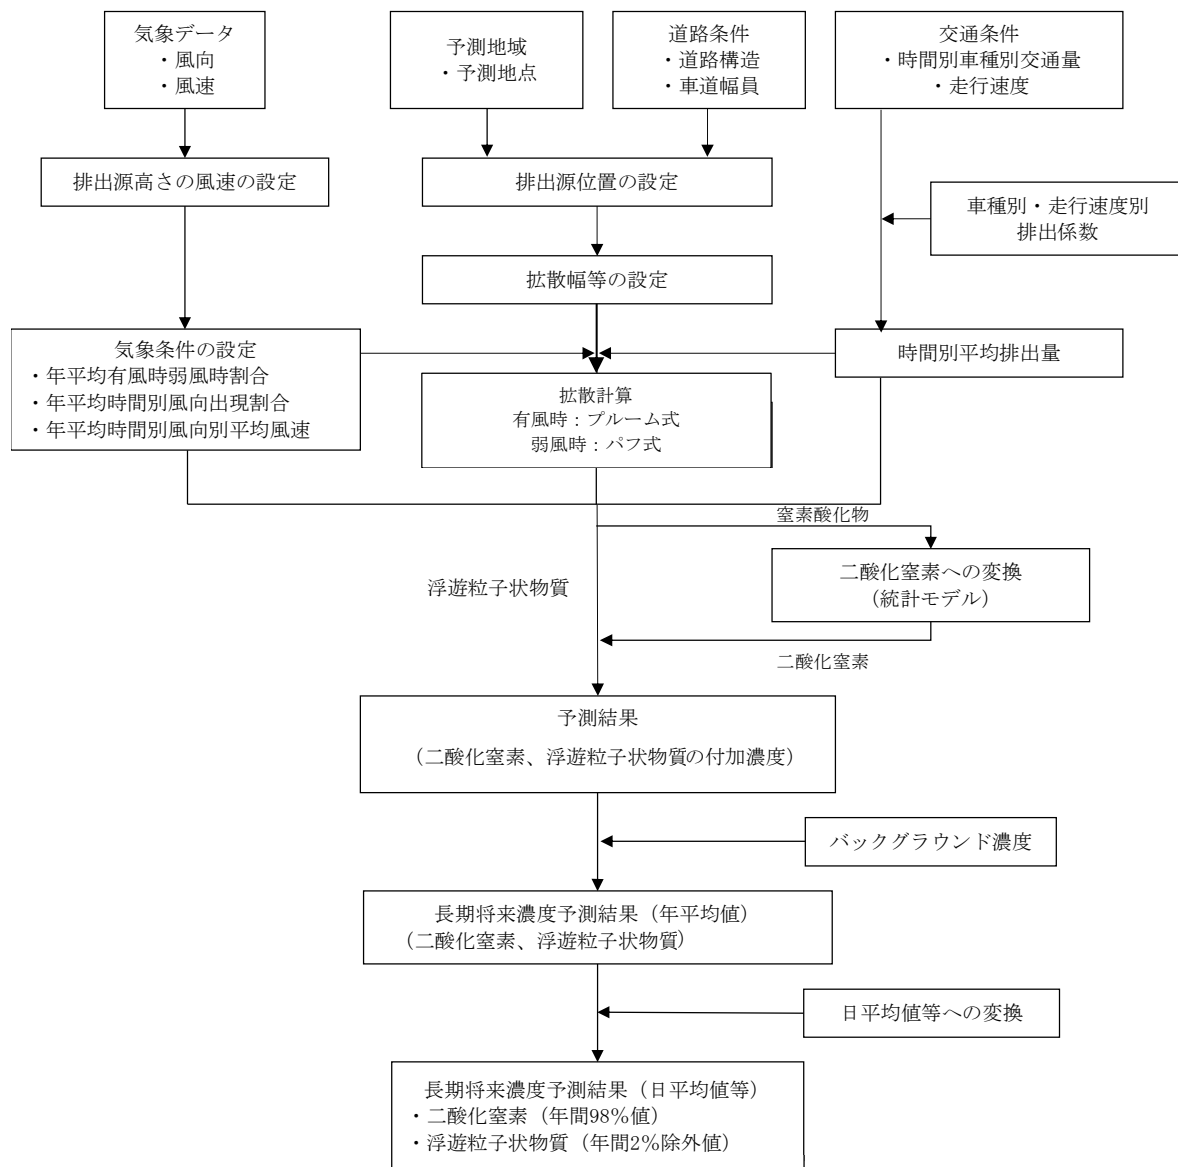 気象データ
・風向
・風速
予測地域
・予測地点
道路条件
・道路構造
・車道幅員
交通条件
・時間別車種別交通量
・走行速度
排出源高さの風速の設定
排出源位置の設定
車種別・走行速度別
排出係数
拡散幅等の設定
気象条件の設定
・年平均有風時弱風時割合
・年平均時間別風向出現割合
・年平均時間別風向別平均風速
時間別平均排出量
拡散計算
有風時：プルーム式
弱風時：パフ式
窒素酸化物
二酸化窒素への変換
（統計モデル）
浮遊粒子状物質
二酸化窒素
予測結果
（二酸化窒素、浮遊粒子状物質の付加濃度）
バックグラウンド濃度
長期将来濃度予測結果（年平均値）
（二酸化窒素、浮遊粒子状物質）
日平均値等への変換
長期将来濃度予測結果（日平均値等）
・二酸化窒素（年間98％値）
・浮遊粒子状物質（年間2％除外値）